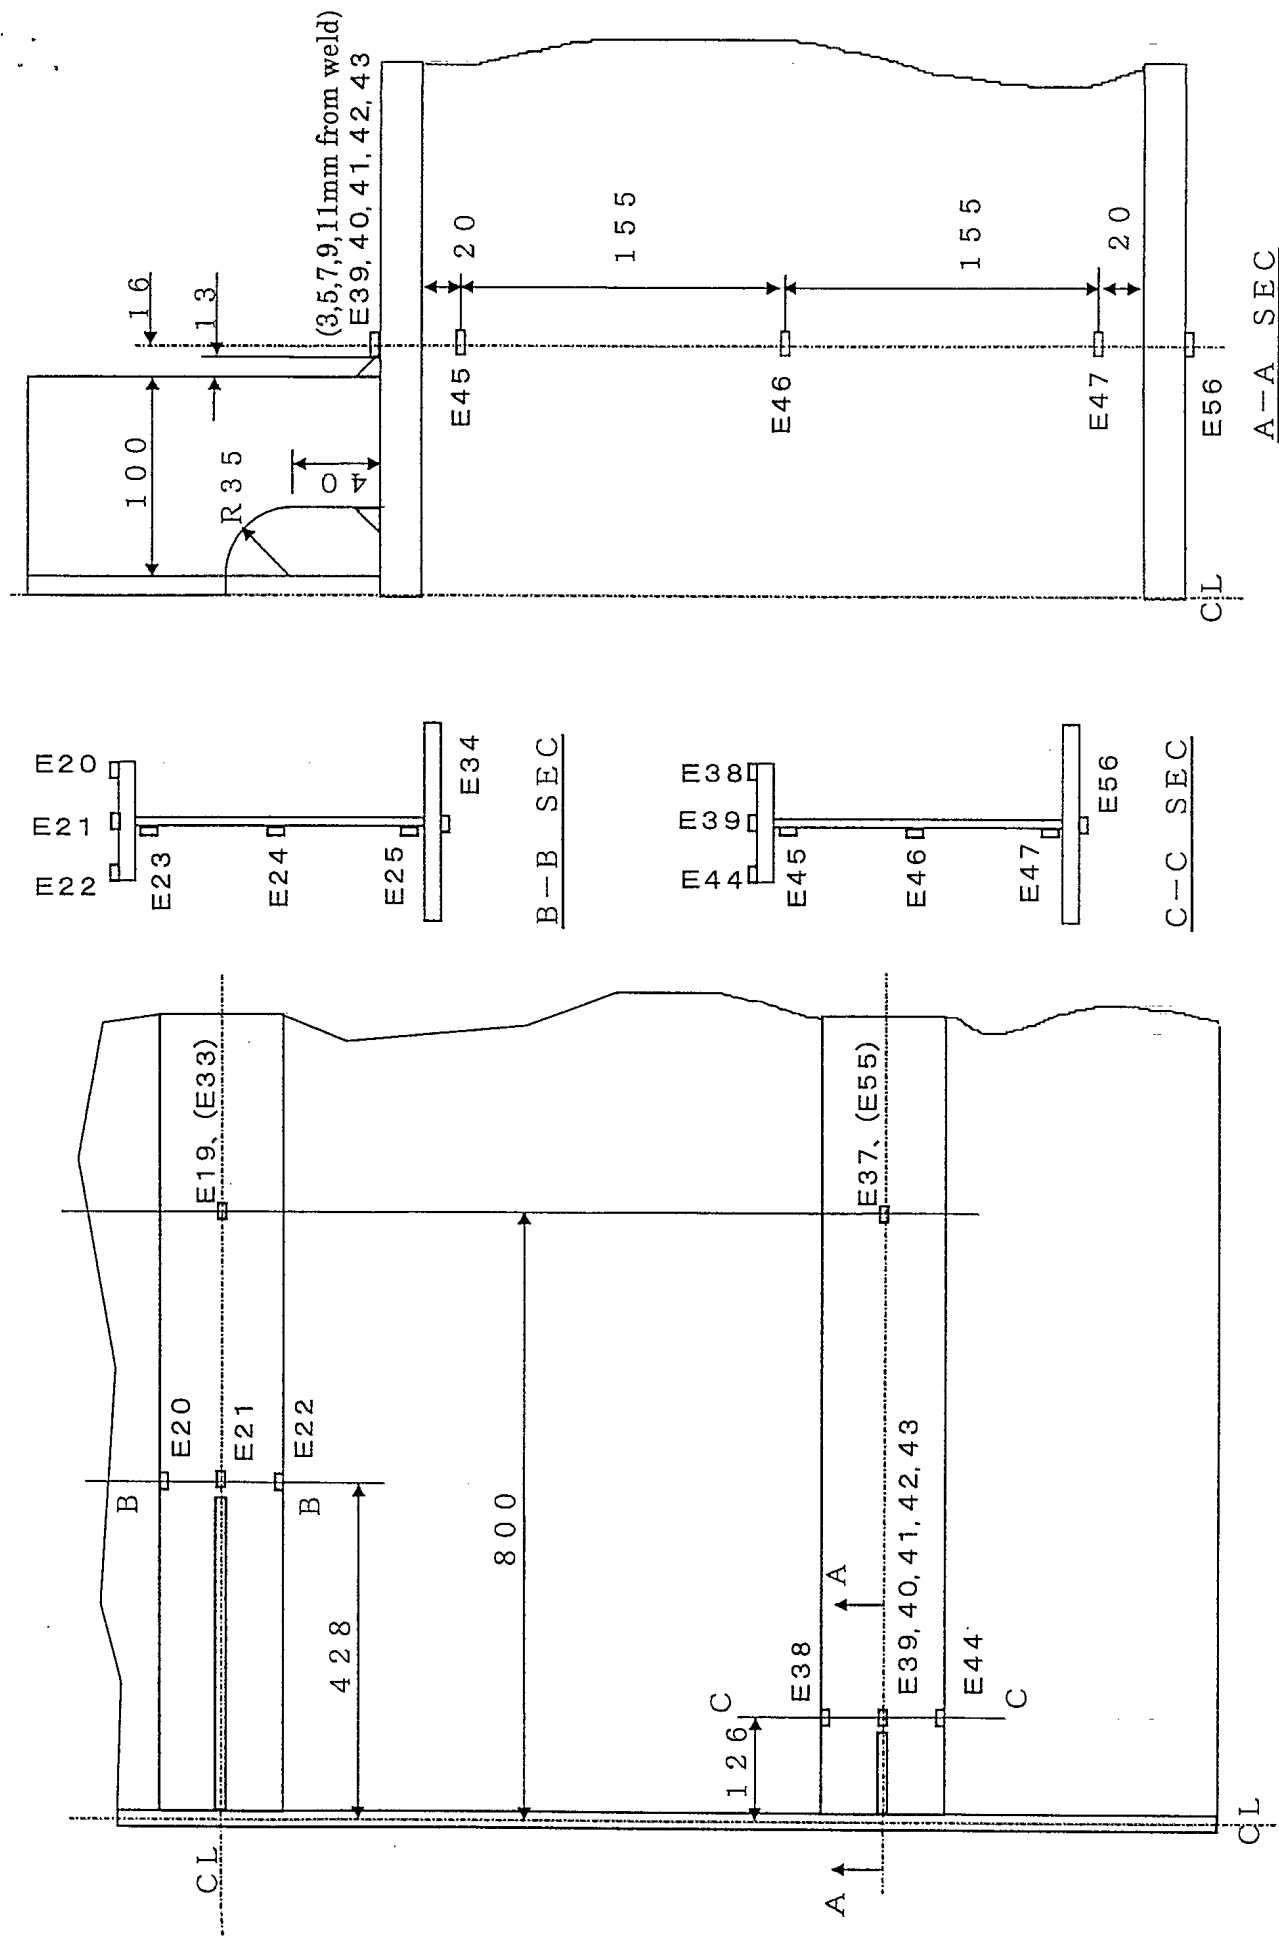 16
13
(3,5,7,9,11mm from weld)
E39, 40, 41, 42, 43
100
R35
40
20
155
155
20
E45
E46
E47
E56
CL
A-A SEC
E20
E21
E22
E23
E24
E25
E34
B-B SEC
E38
E39
E44
E45
E46
E47
E56
C-C SEC
E19、(E33)
E37、(E55)
E20
E21
E22
B
B
428
800
E38
E39, 40, 41, 42, 43
E44
C
C
126
A
A
CL
CL